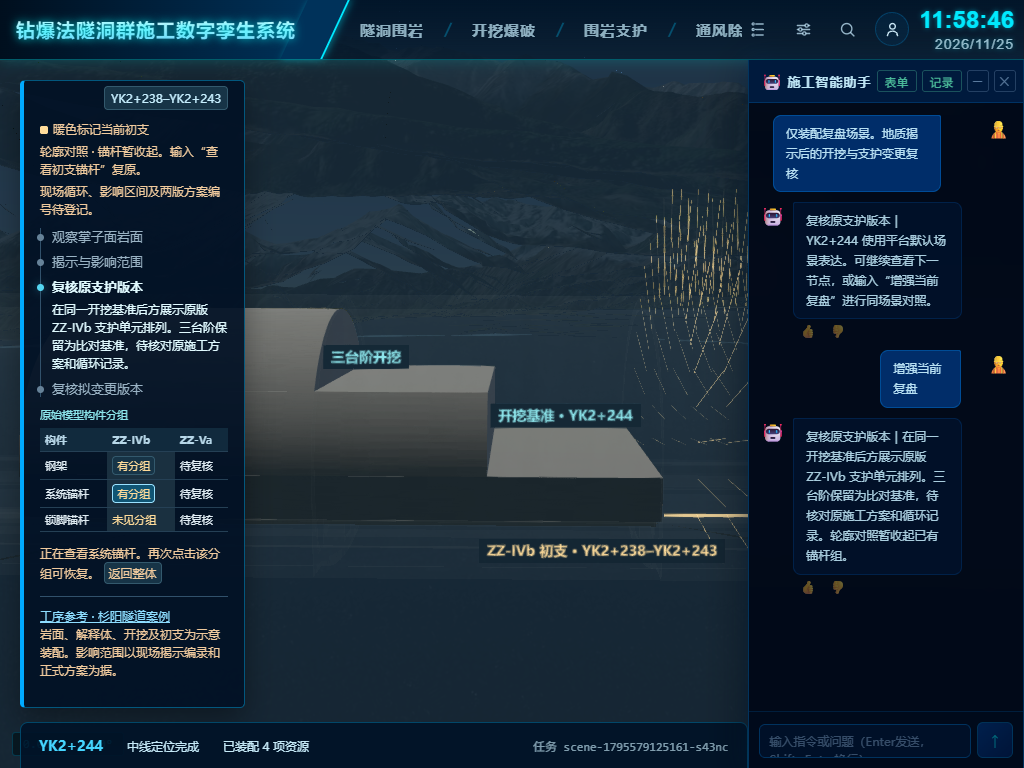 钻爆法隧洞群施工数字孪生系统
隧洞围岩 / 开挖爆破 / 围岩支护 / 通风除
11:58:46
2026/11/25
YK2+238—YK2+243
暖色标记当前初支
轮廓对照 · 锚杆暂收起。输入“查
看初支锚杆”复原。
现场循环、影响区间及两版方案编
号待登记。
观察掌子面岩面
揭示与影响范围
复核原支护版本
在同一开挖基准后方展示原版
ZZ-IVb 支护单元排列。三台阶保
留为比对基准，待核对原施工方
案和循环记录。
复核拟变更版本
原始模型构件分组
构件 ZZ-IVb ZZ-Va
钢架 有分组 待复核
系统锚杆 有分组 待复核
锁脚锚杆 未见分组 待复核
正在查看系统锚杆。再次点击该分
组可恢复。 返回整体
工序参考 · 杉阳隧道案例
岩面、解释体、开挖及初支为示意
装配。影响范围以现场揭示编录和
正式方案为据。
三台阶开挖
开挖基准 · YK2+244
ZZ-IVb 初支 · YK2+238—YK2+243
YK2+244 中线定位完成 已装配 4 项资源 任务 scene-1795579125161-s43nc
施工智能助手 表单 记录
仅装配复盘场景。地质揭
示后的开挖与支护变更复
核
复核原支护版本 |
YK2+244 使用平台默认场
景表达。可继续查看下一
节点，或输入“增强当前
复盘”进行同场景对照。
增强当前
复盘
复核原支护版本 | 在同一
开挖基准后方展示原版
ZZ-IVb 支护单元排列。三
台阶保留为比对基准，待
核对原施工方案和循环记
录。轮廓对照暂收起已有
锚杆组。
输入指令或问题（Enter发送，